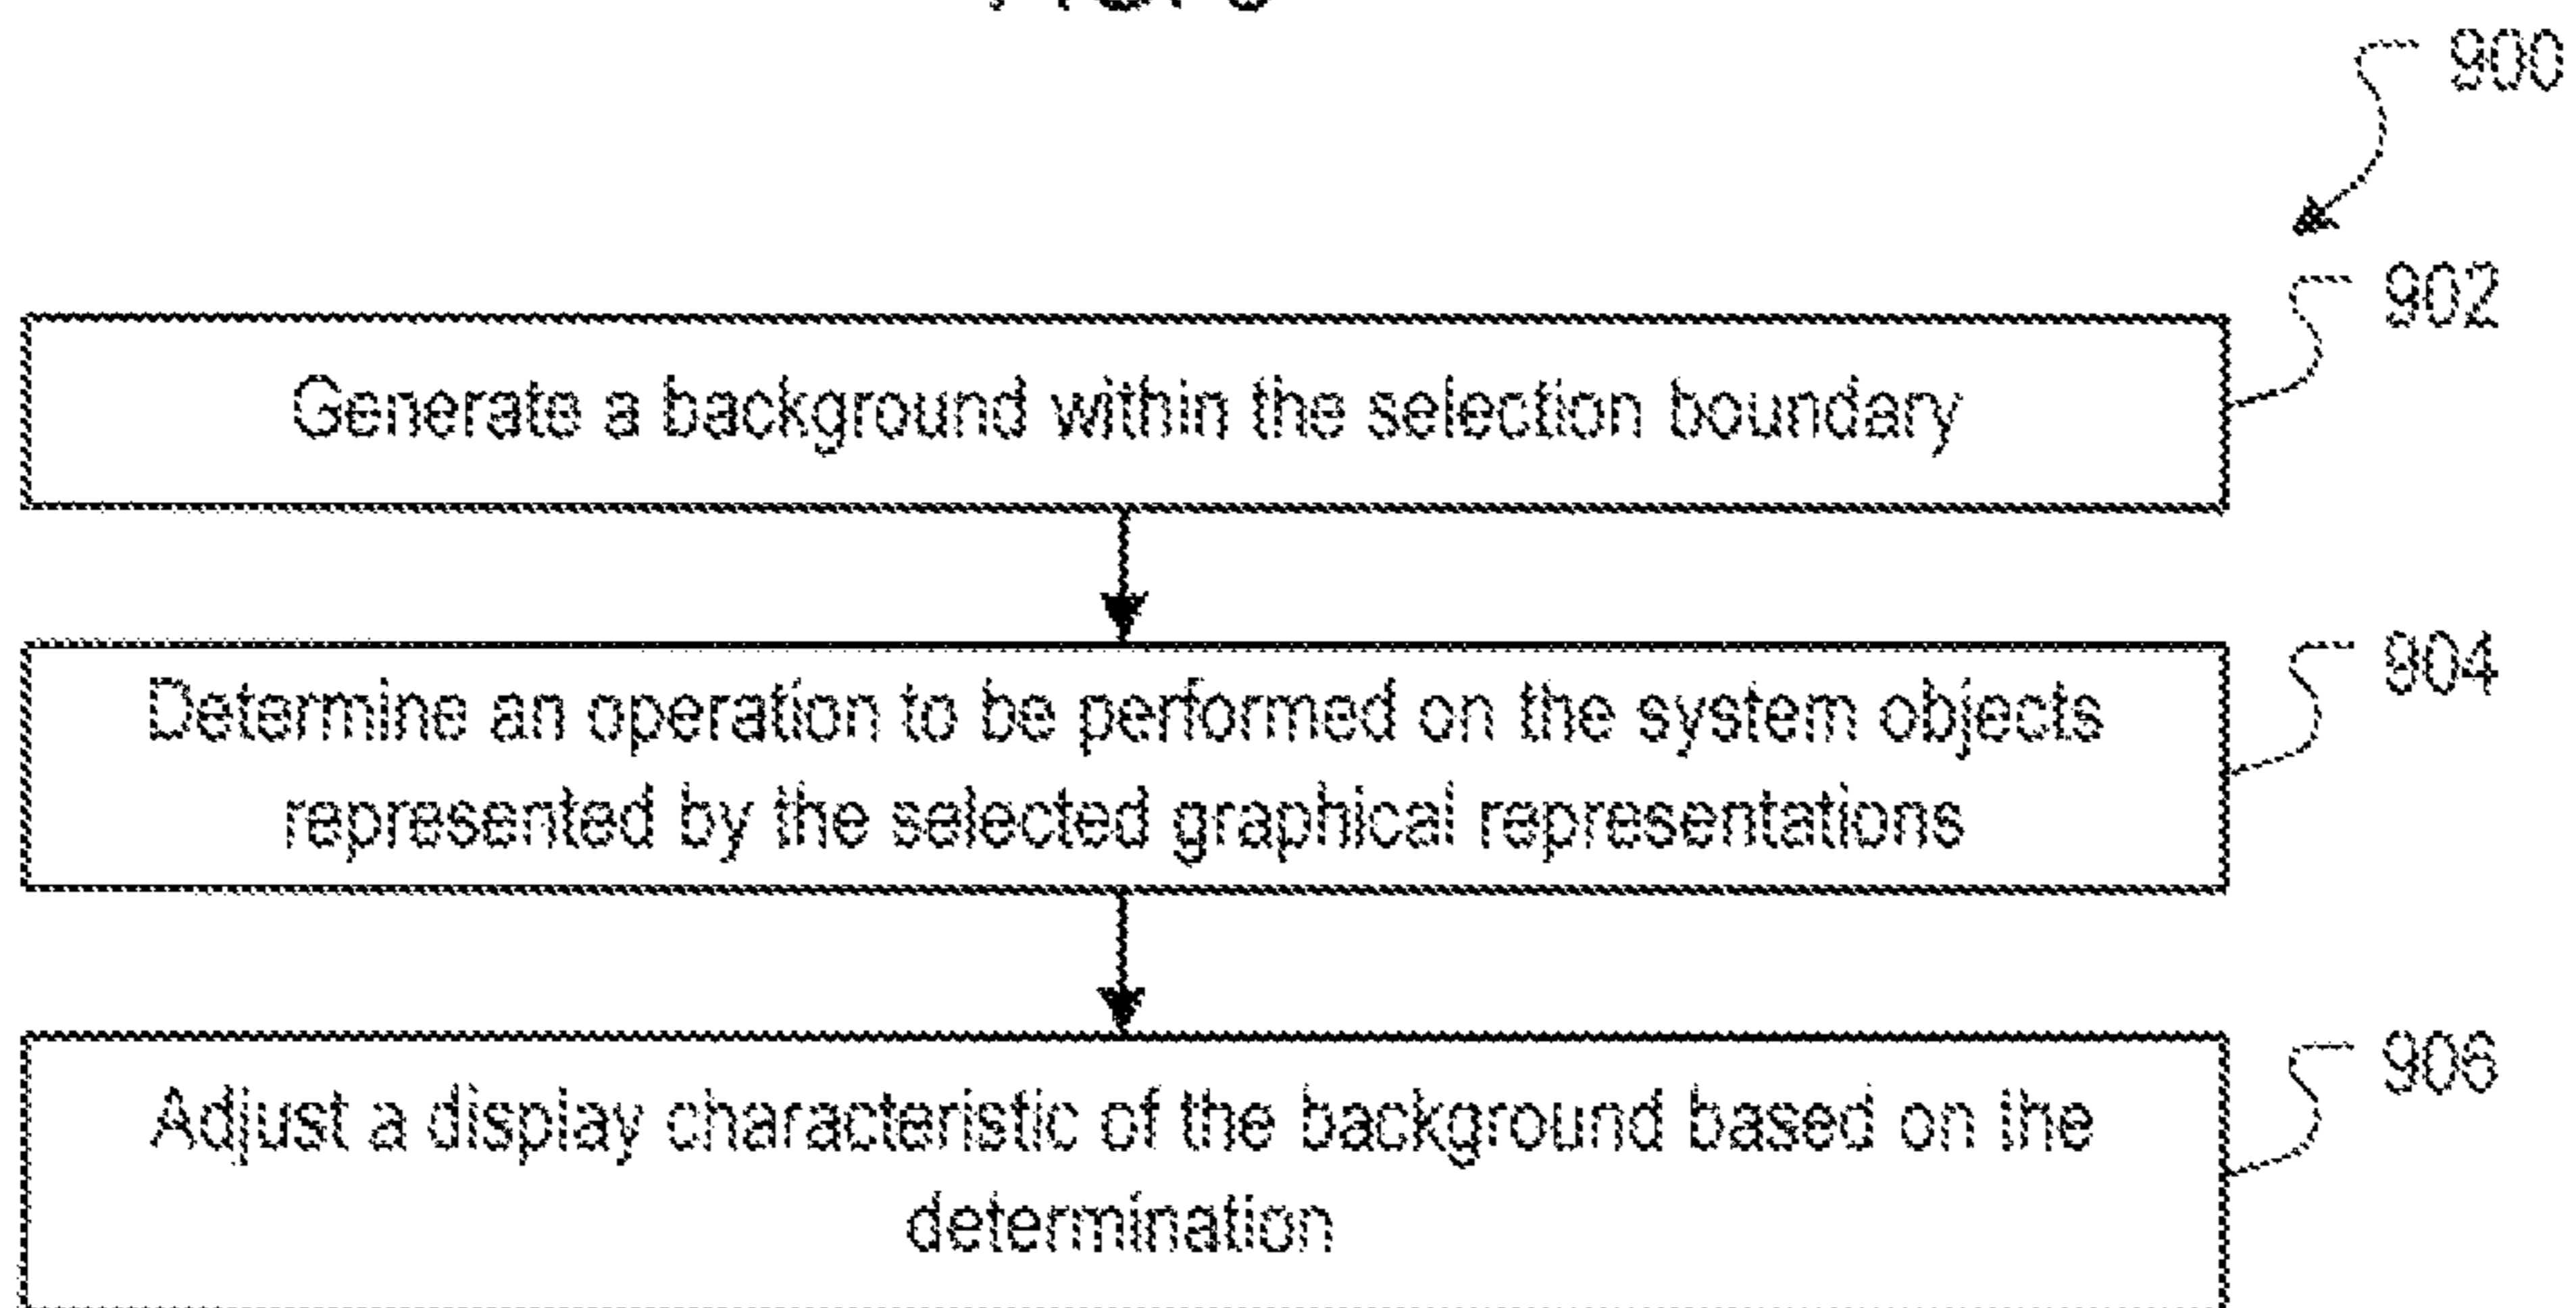 900
902
Generate a background within the selection boundary
904
Determine an operation to be performed on the system objects
represented by the selected graphical representations
906
Adjust a display characteristic of the background based on the
determination